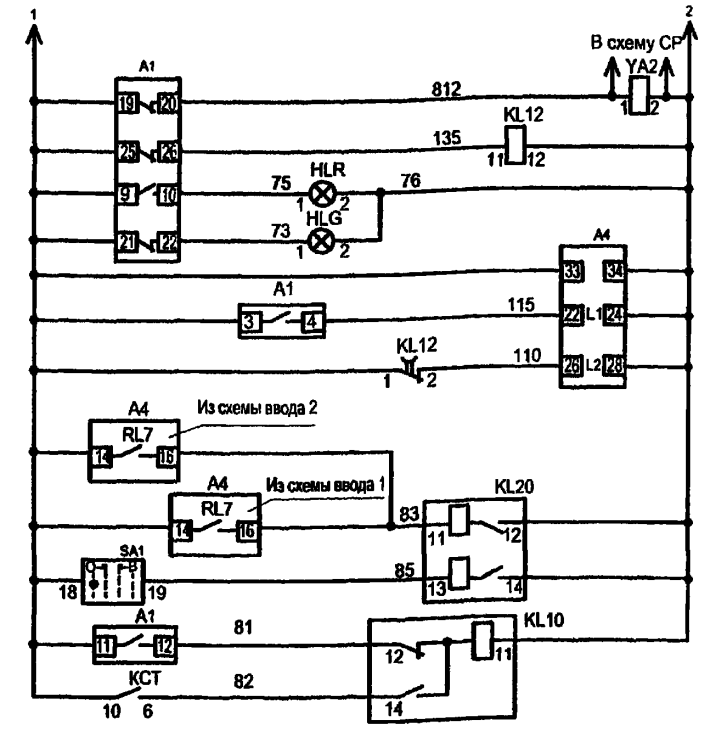 1 2
В схему СР
A1 YA2
19 20 812 1 2
KL12
25 26 135 11 12
HLR
9 10 75 1 2 76
HLG
21 22 73 1 2
A4
33 34
A1
3 4 115 22 L1 24
KL12
1 2 110 26 L2 28
A4 Из схемы ввода 2
RL7
14 16
A4 Из схемы ввода 1 KL20
RL7
14 16 83 11 12
SA1
О В
18 19 85 13 14
A1 KL10
11 12 81 12 11
КСТ 82
10 6 14